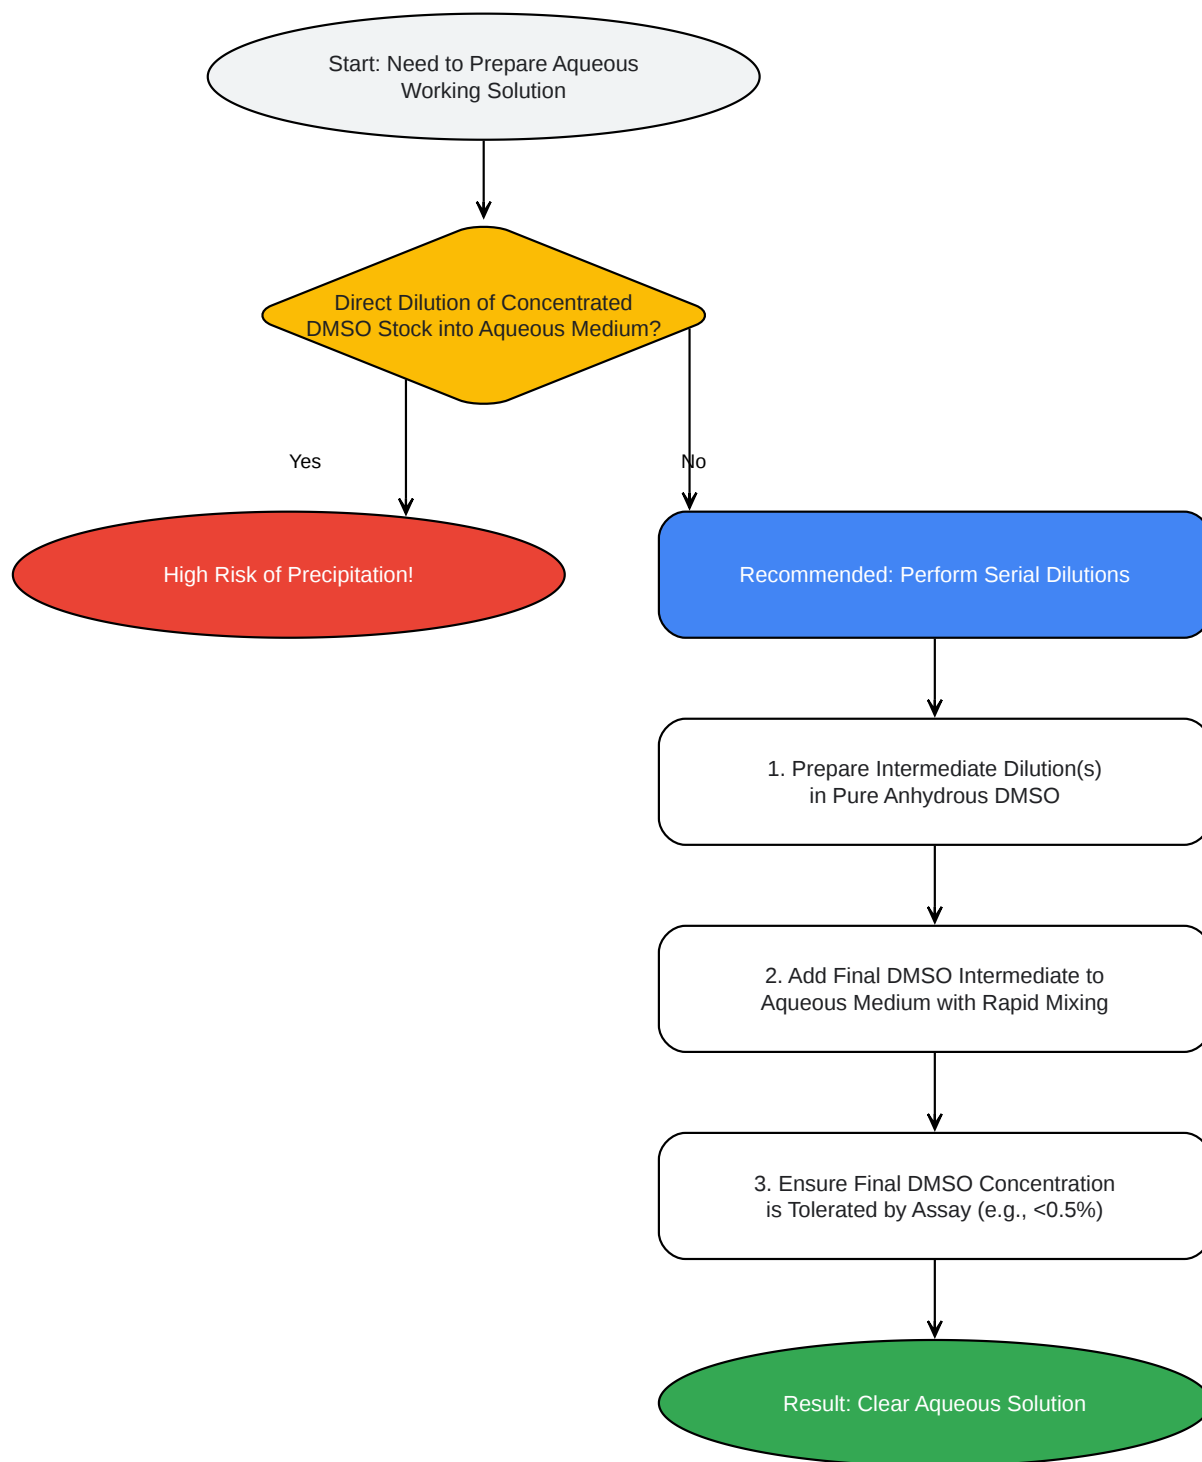 Start: Need to Prepare Aqueous
Working Solution
Direct Dilution of Concentrated
DMSO Stock into Aqueous Medium?
Yes
No
High Risk of Precipitation!
Recommended: Perform Serial Dilutions
1. Prepare Intermediate Dilution(s)
in Pure Anhydrous DMSO
2. Add Final DMSO Intermediate to
Aqueous Medium with Rapid Mixing
3. Ensure Final DMSO Concentration
is Tolerated by Assay (e.g., <0.5%)
Result: Clear Aqueous Solution